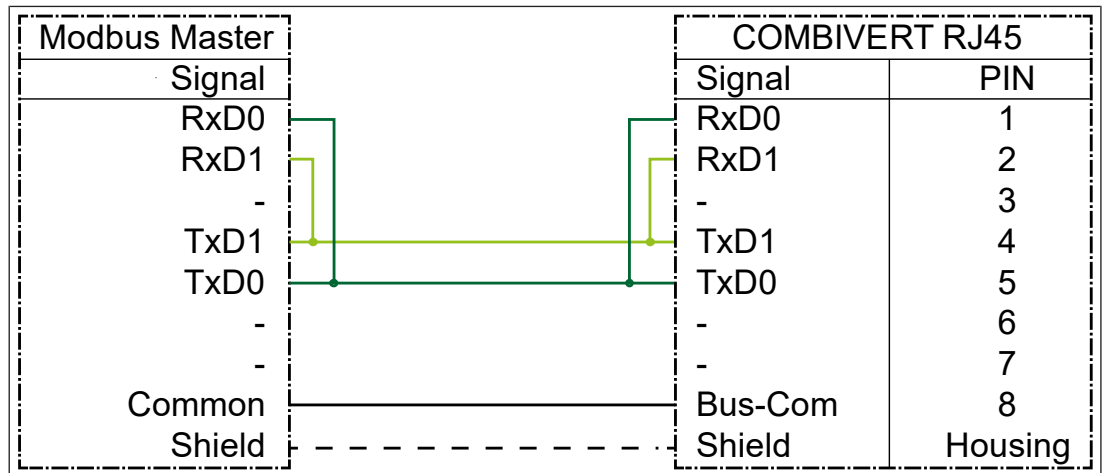 Modbus Master COMBIVERT RJ45
Signal Signal PIN
RxD0 RxD0 1
RxD1 RxD1 2
- - 3
TxD1 TxD1 4
TxD0 TxD0 5
- - 6
- - 7
Common Bus-Com 8
Shield Shield Housing